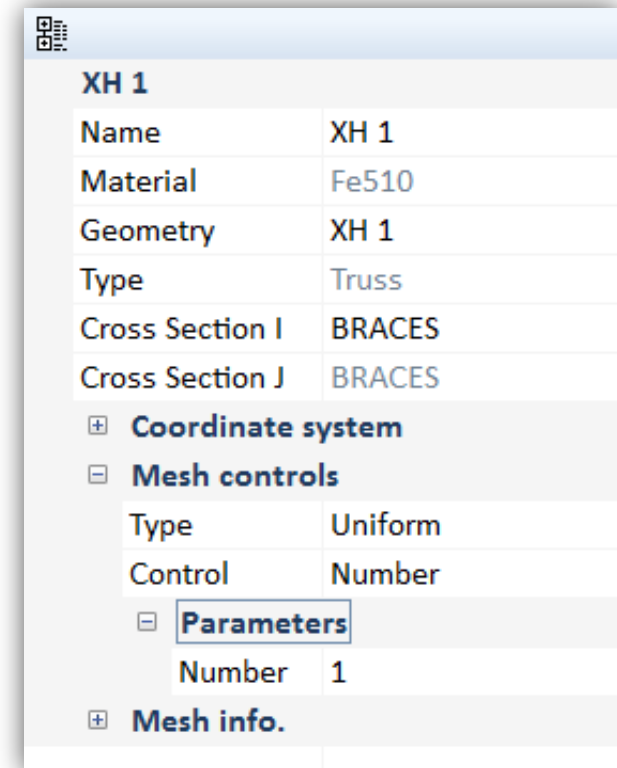 XH 1
Name XH 1
Material Fe510
Geometry XH 1
Type Truss
Cross Section I BRACES
Cross Section J BRACES
Coordinate system
Mesh controls
Type Uniform
Control Number
Parameters
Number 1
Mesh info.